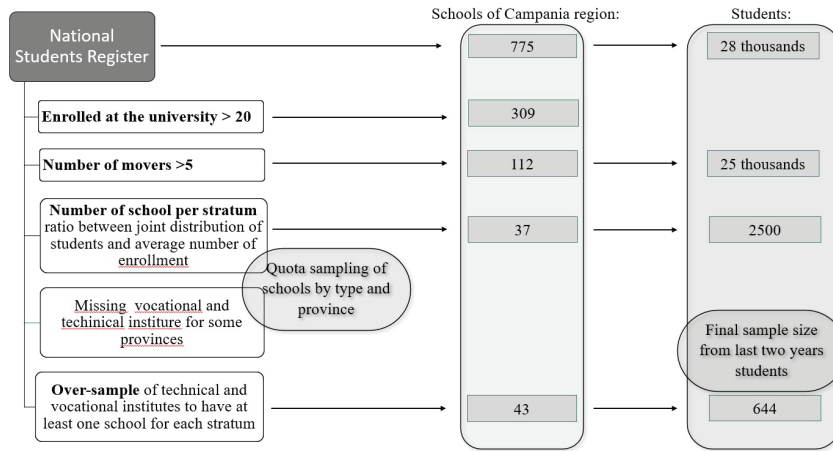 Schools of Campania region:
Students:
National
Students Register
775
28 thousands
Enrolled at the university > 20
309
Number of movers >5
112
25 thousands
Number of school per stratum
ratio between joint distribution of
students and average number of
enrollment
37
2500
Quota sampling of
schools by type and
province
Missing vocational and
techinical institure for some
provinces
Final sample size
from last two years
students
Over-sample of technical and
vocational institutes to have at
least one school for each stratum
43
644